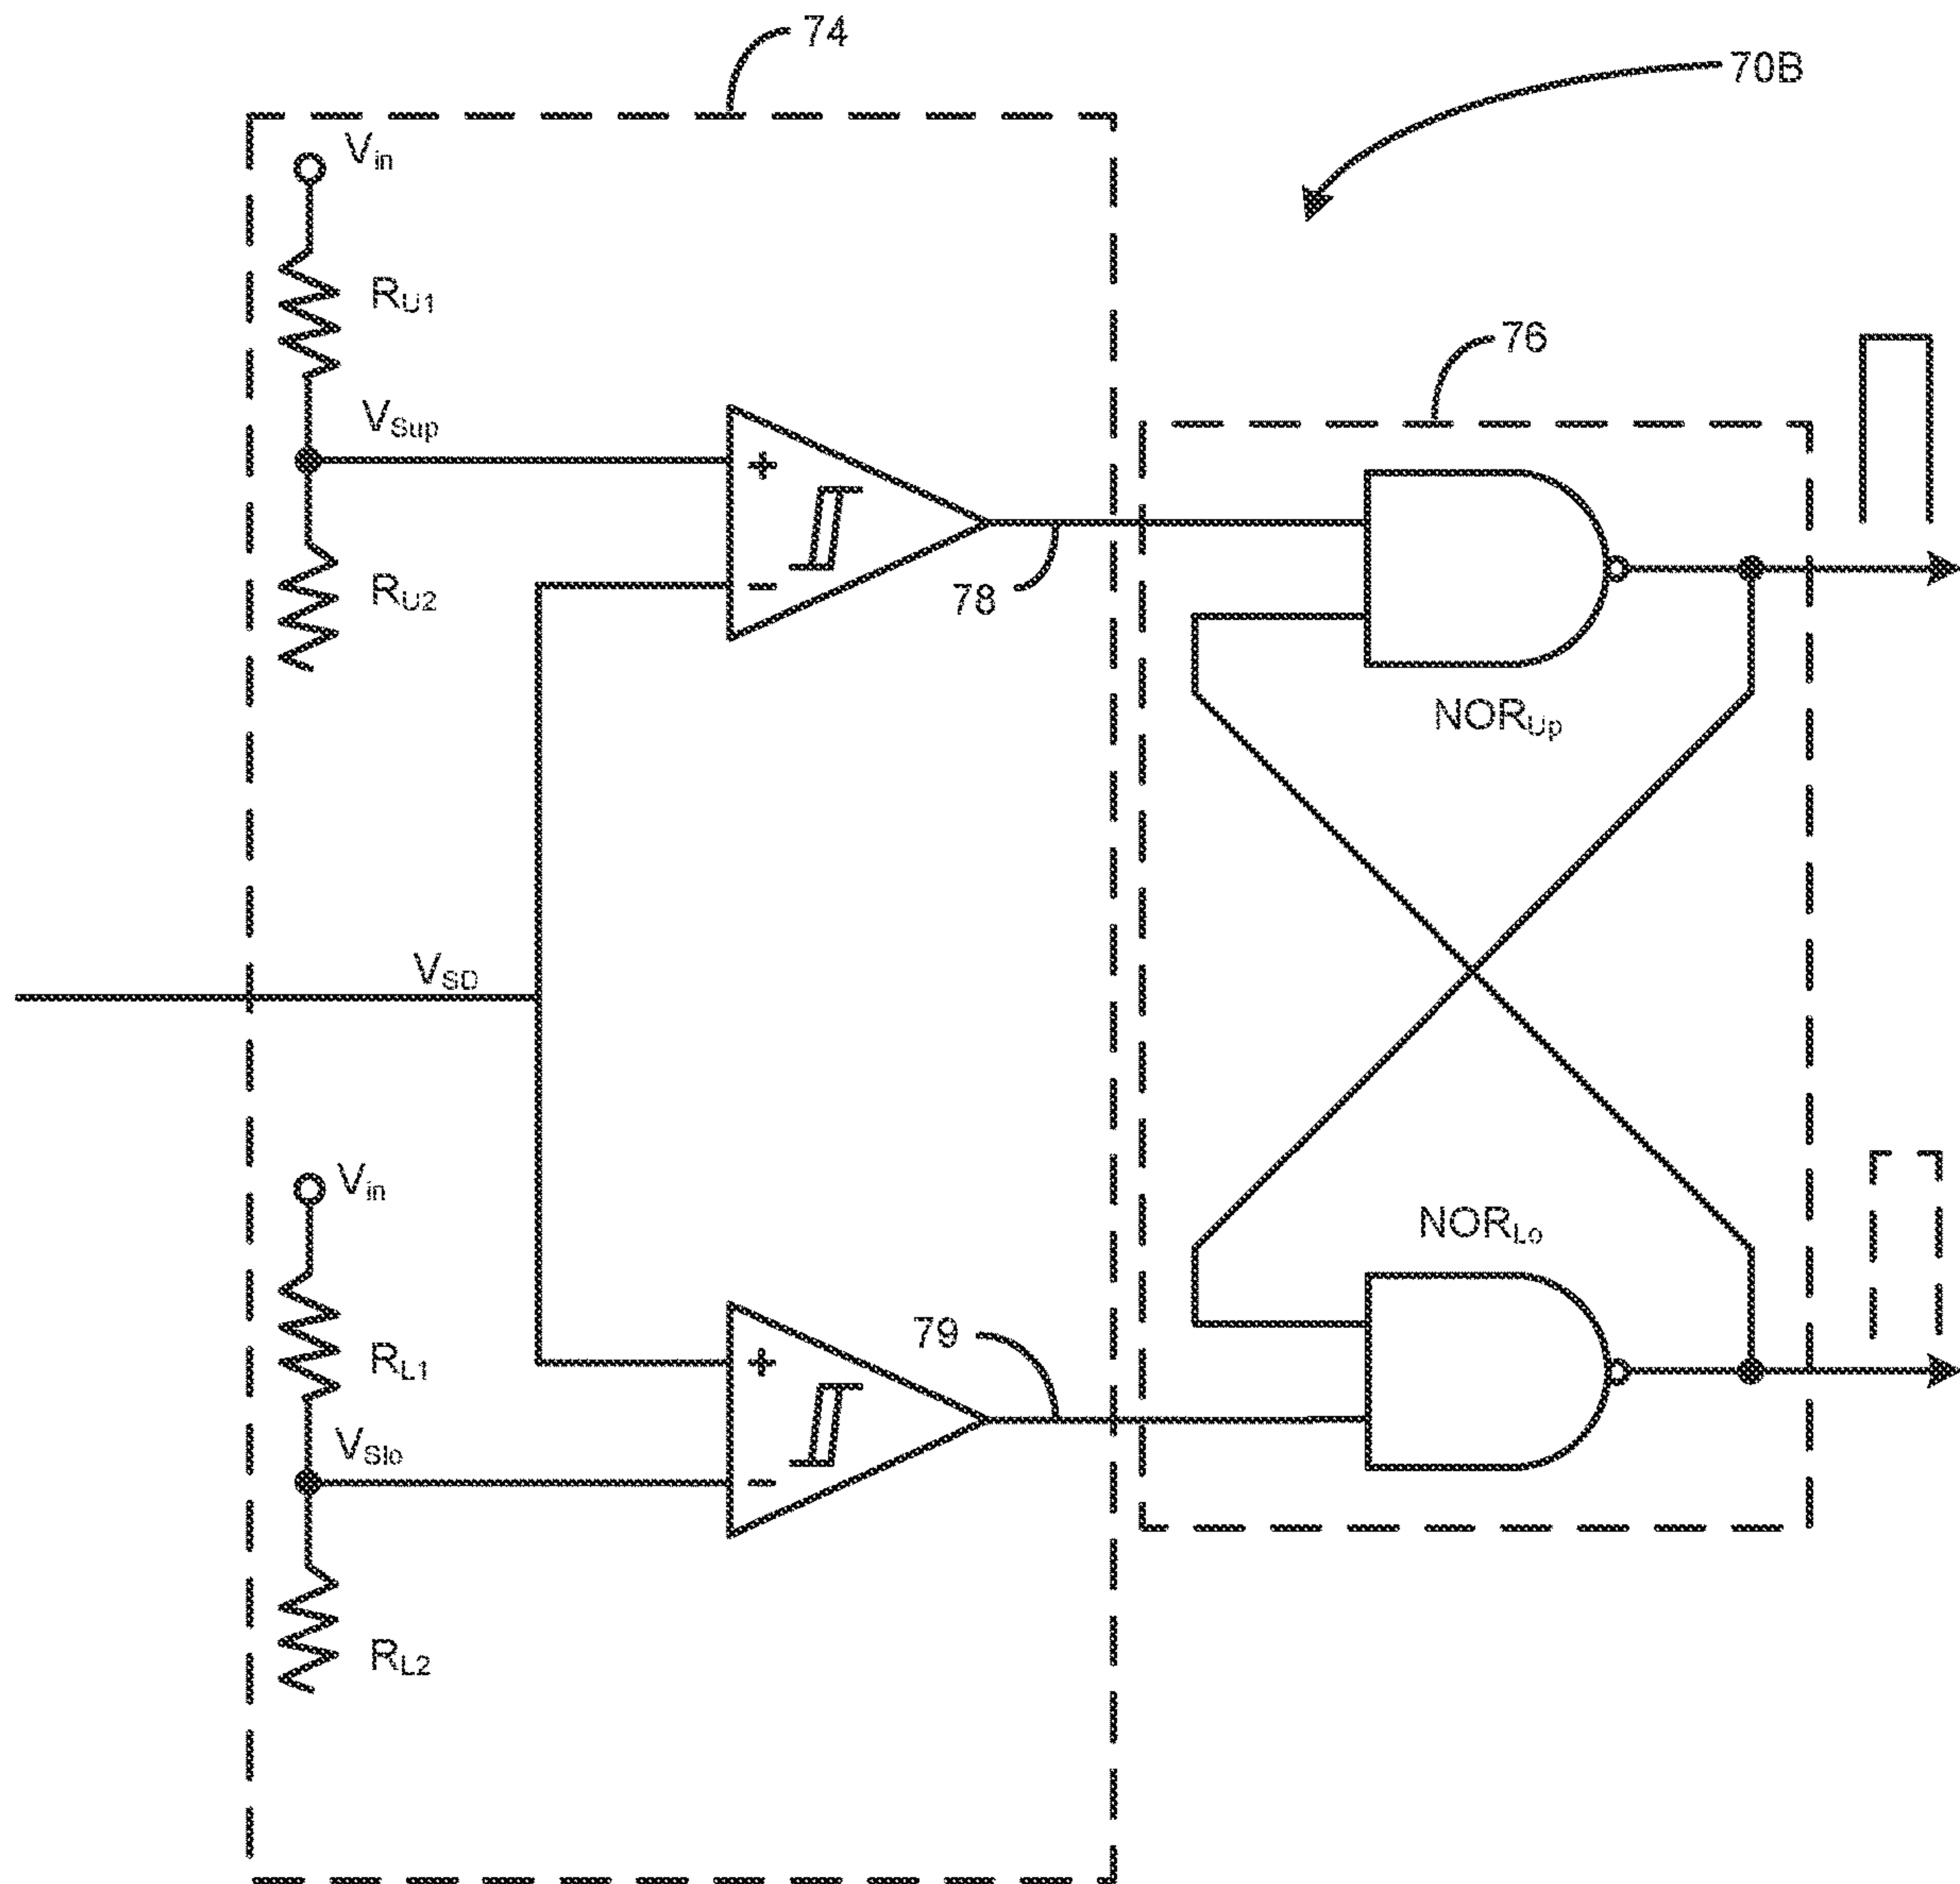 74
70B
Vin
RU1
76
VSup
+
-
78
RU2
NORUp
VSD
Vin
NORLo
79
RL1
+
VSlo
-
RL2